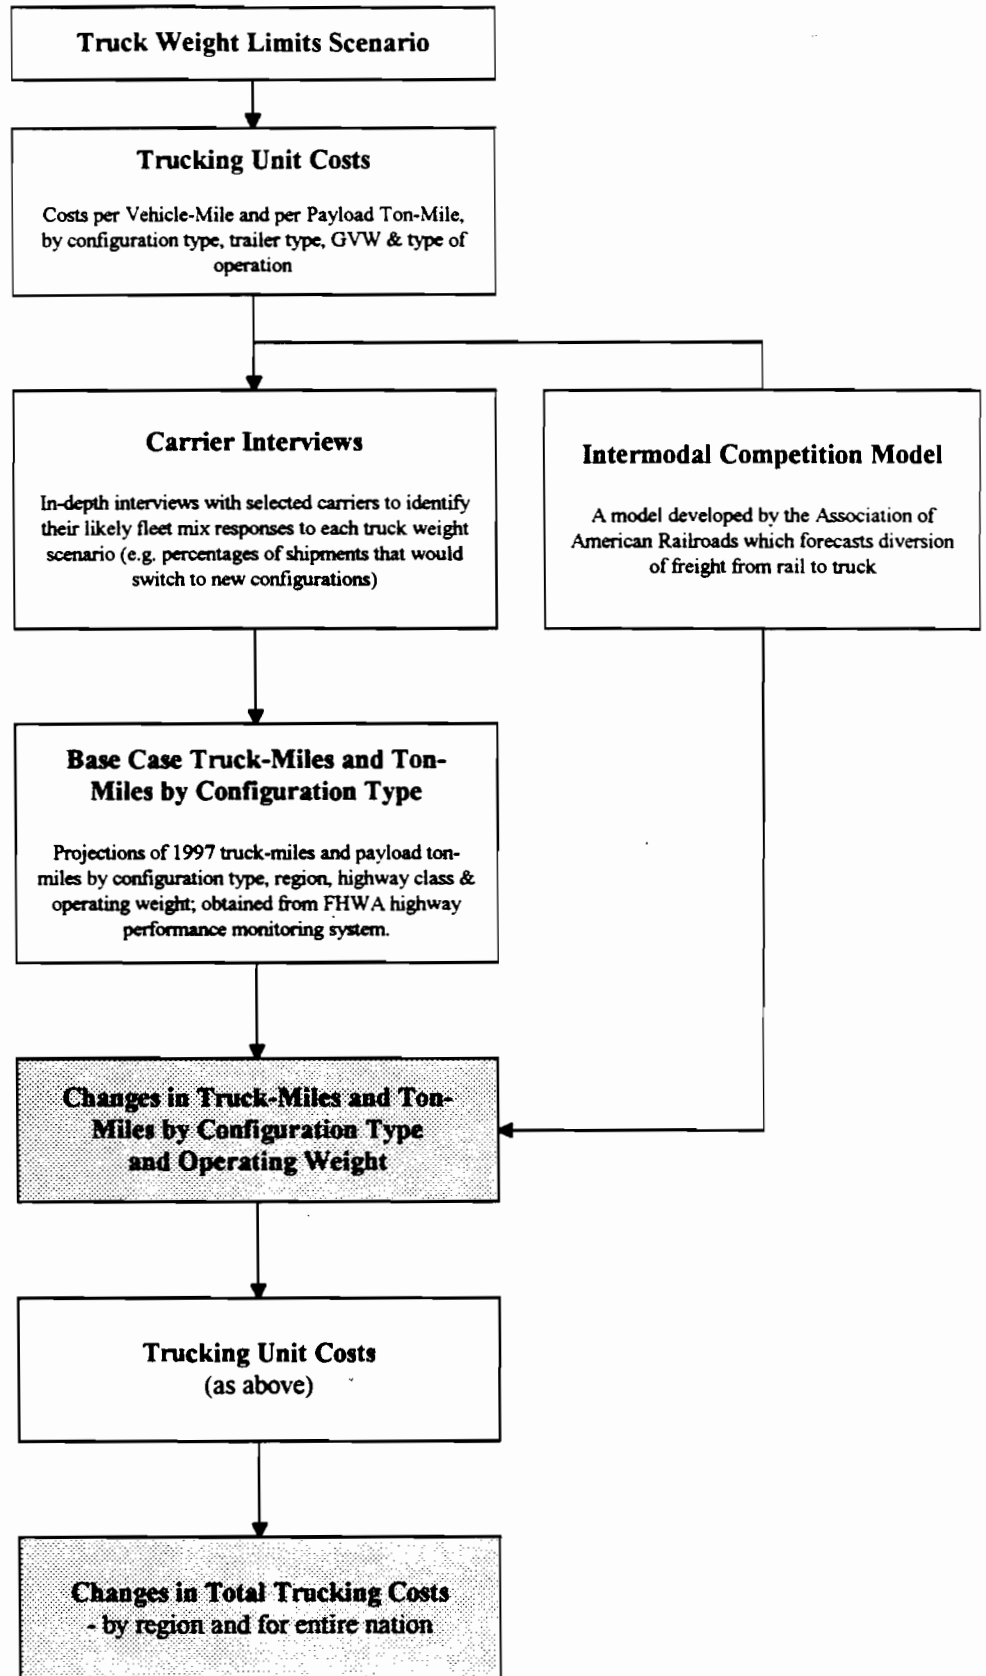 Truck Weight Limits Scenario
Trucking Unit Costs
Costs per Vehicle-Mile and per Payload Ton-Mile,
by configuration type, trailer type, GVW & type of
operation
Carrier Interviews
In-depth interviews with selected carriers to identify
their likely fleet mix responses to each truck weight
scenario (e.g. percentages of shipments that would
switch to new configurations)
Intermodal Competition Model
A model developed by the Association of
American Railroads which forecasts diversion
of freight from rail to truck
Base Case Truck-Miles and Ton-
Miles by Configuration Type
Projections of 1997 truck-miles and payload ton-
miles by configuration type, region, highway class &
operating weight; obtained from FHWA highway
performance monitoring system.
Changes in Truck-Miles and Ton-
Miles by Configuration Type
and Operating Weight
Trucking Unit Costs
(as above)
Changes in Total Trucking Costs
- by region and for entire nation